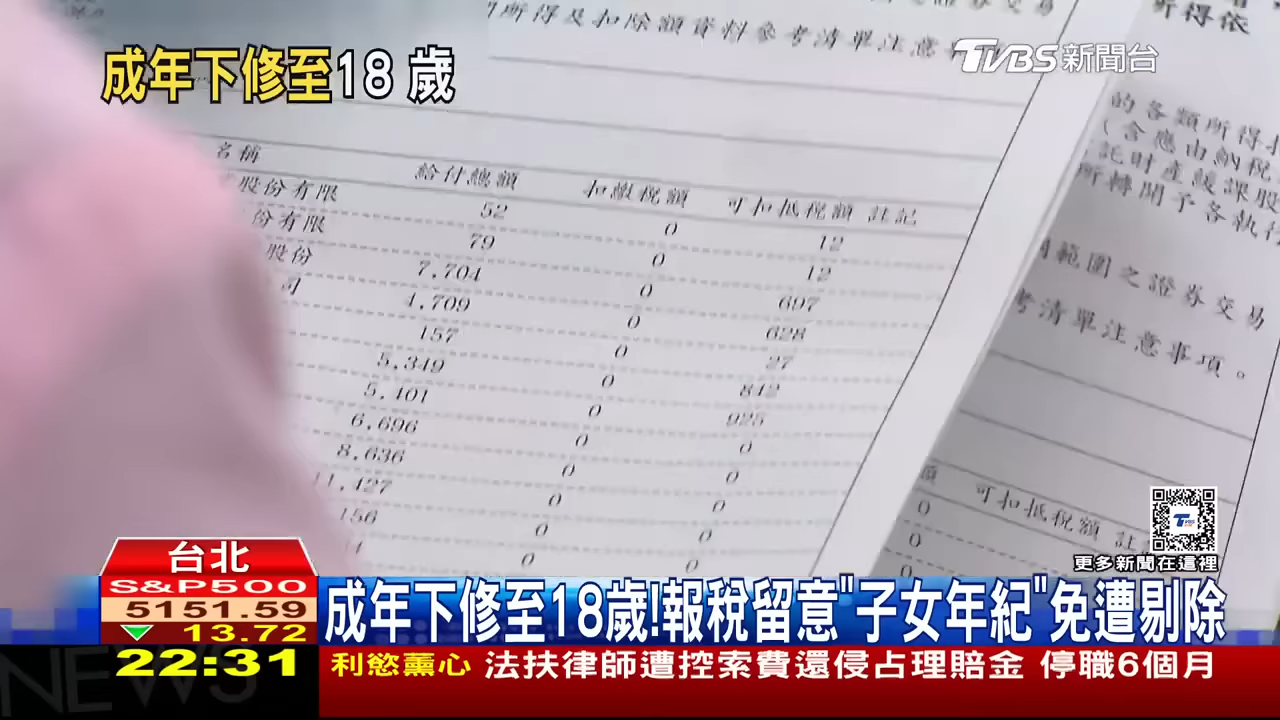 所得及扣除額資料參考清單注意事
所得依
TVBS新聞台
成年下修至18歲
名稱 給付總額 扣繳稅額 可扣抵稅額 註記
股份有限 52 0 12
份有限 79 0 12
股份 7,704 0 697
司 4,709 0 628
157 0 27
5,349 0 842
5,401 0 925
6,696 0 0
8,636 0 0
11,427 0 0
156 0 0
0 0
的各類所得扣
(含應由納稅
託財產緩課股
所轉開予各執行
範圍之證券交易
考清單注意事項。
額 可扣抵稅額 註
0
0
0
更多新聞在這裡
台北
S&P500
5151.59
13.72
22:31
成年下修至18歲!報稅留意"子女年紀"免遭剔除
利慾薰心 法扶律師遭控索費還侵占理賠金 停職6個月
NEWS